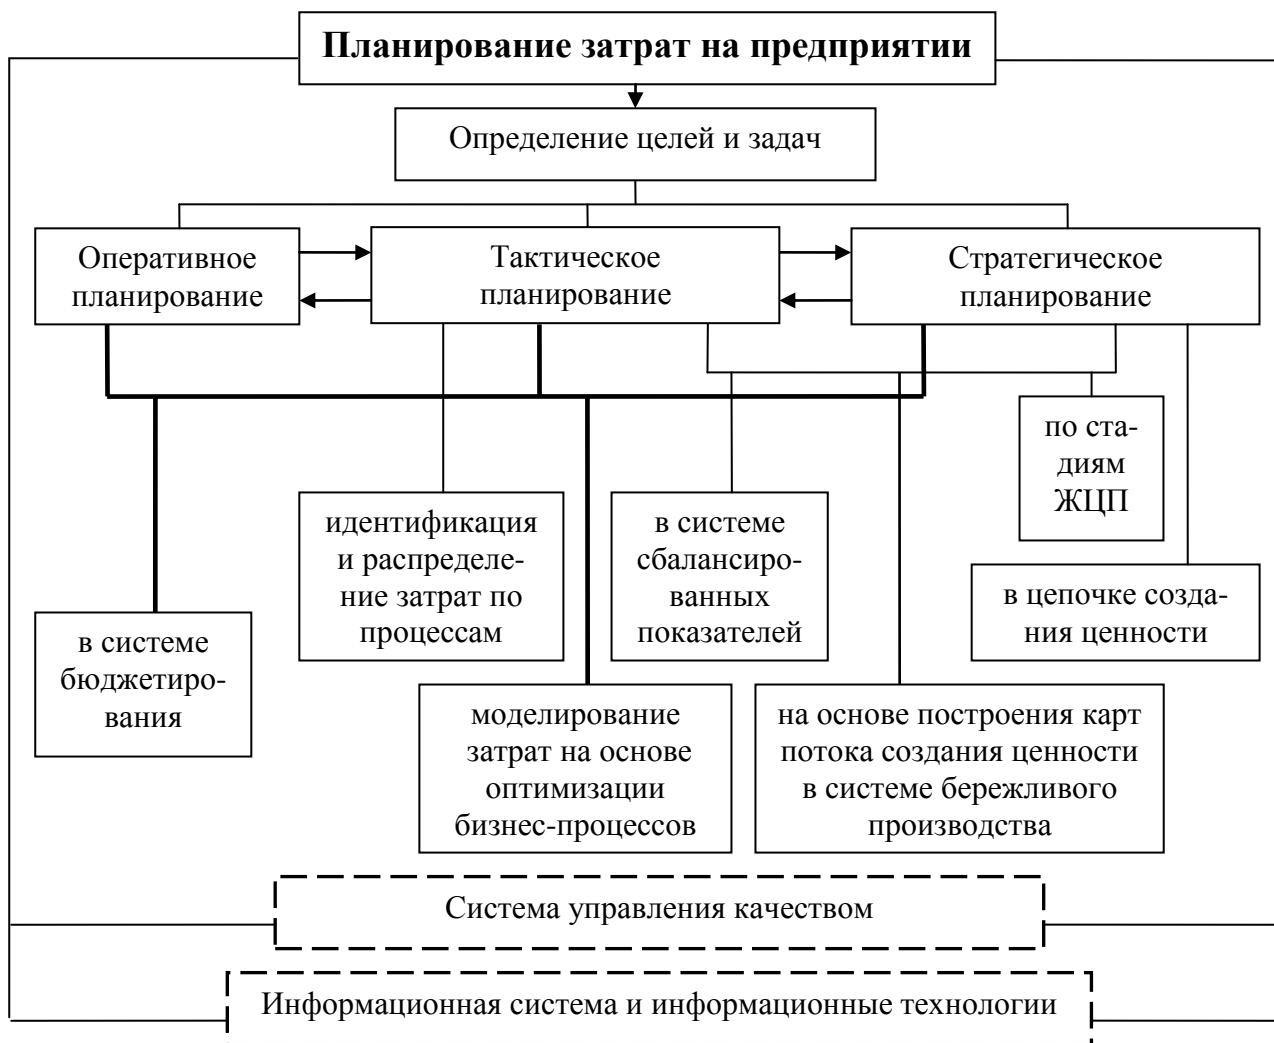 Планирование затрат на предприятии
Определение целей и задач
Оперативное
планирование
Тактическое
планирование
Стратегическое
планирование
по ста-
диям
ЖЦП
идентификация
и распределе-
ние затрат по
процессам
в системе
сбалансиро-
ванных
показателей
в цепочке созда-
ния ценности
в системе
бюджетиро-
вания
моделирование
затрат на основе
оптимизации
бизнес-процессов
на основе построения карт
потока создания ценности
в системе бережливого
производства
Система управления качеством
Информационная система и информационные технологии